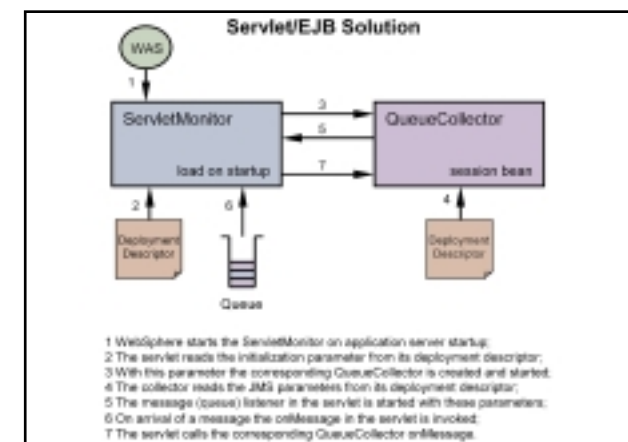 Servlet/EJB Solution
WAS
1
ServletMonitor
load on startup
3
5
7
QueueCollector
session bean
2
6
4
Deployment
Descriptor
Deployment
Descriptor
Queue
1 WebSphere starts the ServletMonitor on application server startup;
2 The servlet reads the initialization parameter from its deployment descriptor;
3 With this parameter the corresponding QueueCollector is created and started.
4 The collector reads the JMS parameters from its deployment descriptor;
5 The message (queue) listener in the servlet is started with these parameters;
6 On arrival of a message the onMessage in the servlet is invoked;
7 The servlet calls the corresponding QueueCollector onMessage.